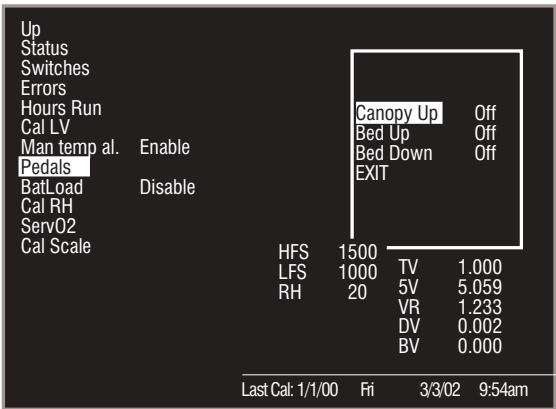 Up
Status
Switches
Errors
Hours Run
Cal LV
Man temp al. Enable
Pedals
BatLoad Disable
Cal RH
ServO2
Cal Scale
Canopy Up Off
Bed Up Off
Bed Down Off
EXIT
HFS 1500
LFS 1000
RH 20
TV 1.000
5V 5.059
VR 1.233
DV 0.002
BV 0.000
Last Cal: 1/1/00 Fri 3/3/02 9:54am